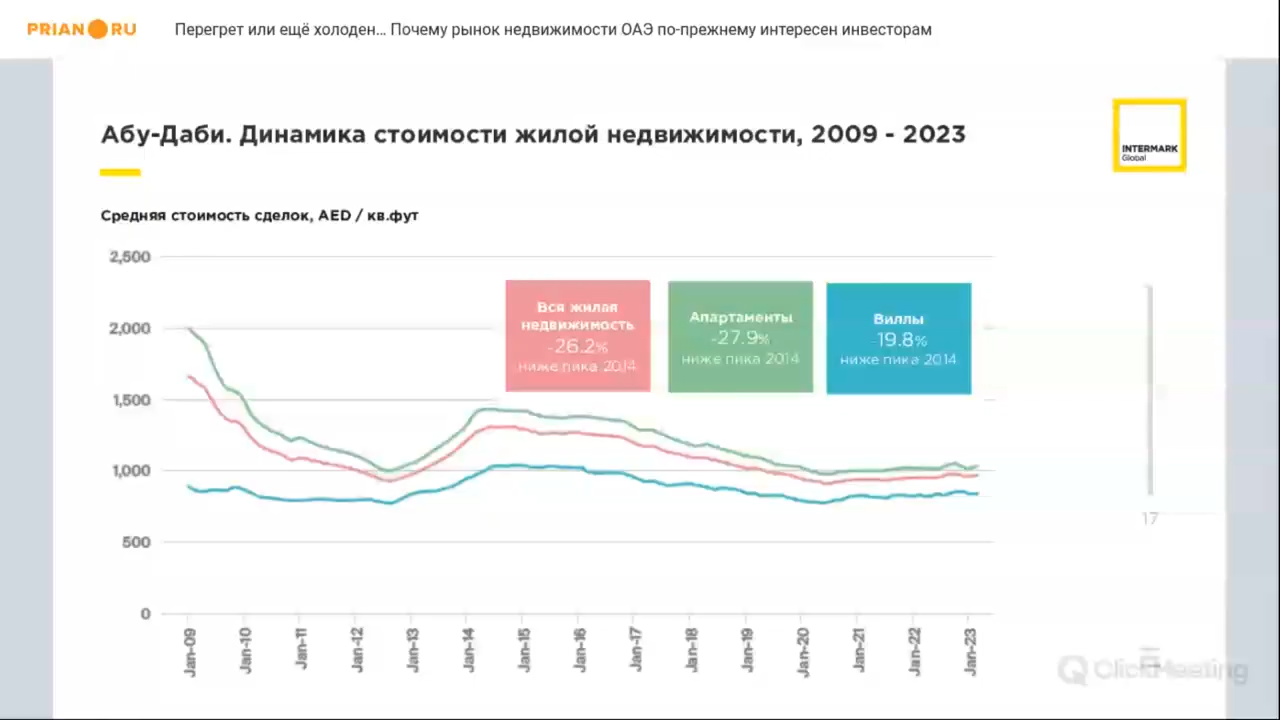 PRIAN RU
Перегрет или ещё холоден... Почему рынок недвижимости ОАЭ по-прежнему интересен инвесторам
Абу-Даби. Динамика стоимости жилой недвижимости, 2009 - 2023
INTERMARK
Global
Средняя стоимость сделок, AED / кв.фут
2,500
2,000
1,500
1,000
500
0
Вся жилая
недвижимость
-26.2%
ниже пика 2014
Апартаменты
-27.9%
ниже пика 2014
Виллы
-19.8%
ниже пика 2014
17
Jan-09
Jan-10
Jan-11
Jan-12
Jan-13
Jan-14
Jan-15
Jan-16
Jan-17
Jan-18
Jan-19
Jan-20
Jan-21
Jan-22
Jan-23
ClickMeeting